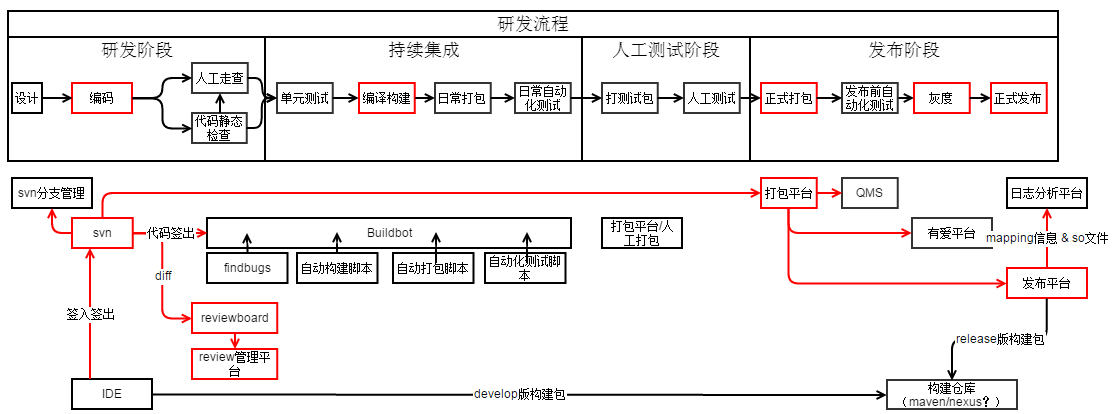 研发流程
研发阶段
持续集成
人工测试阶段
发布阶段
设计
编码
人工走查
代码静态
检查
单元测试
编译构建
日常打包
日常自动
化测试
打测试包
人工测试
正式打包
发布前自
动化测试
灰度
正式发布
svn分支管理
svn
代码签出
Buildbot
findbugs
自动构建脚本
自动打包脚本
自动化测试脚
本
打包平台/人
工打包
打包平台
QMS
日志分析平台
有爱平台
mapping信息 & so文件
发布平台
diff
签入签出
reviewboard
review管理平
台
release版构建包
IDE
develop版构建包
构建仓库
（maven/nexus？）